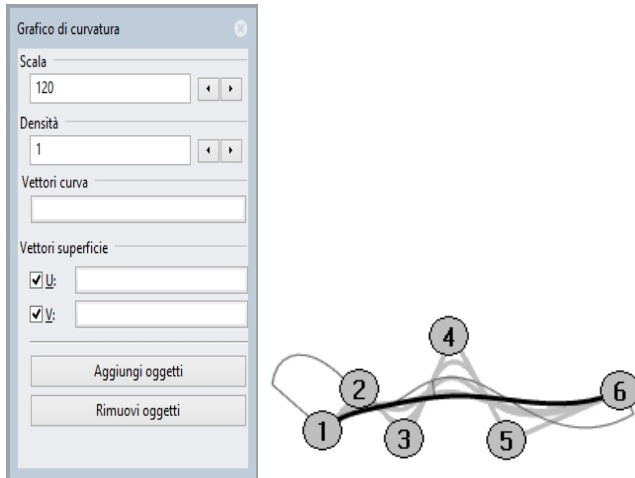 Grafico di curvatura
Scala
120
Densità
1
Vettori curva
Vettori superficie
U:
V:
Aggiungi oggetti
Rimuovi oggetti
4
2
6
1
3
5